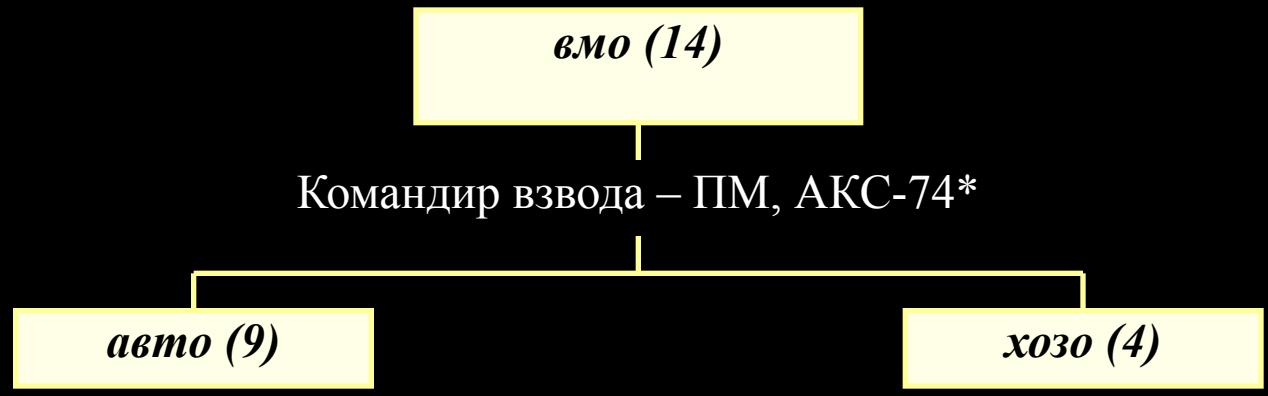 вмо (14)
Командир взвода – ПМ, АКС-74*
авто (9)
хозо (4)